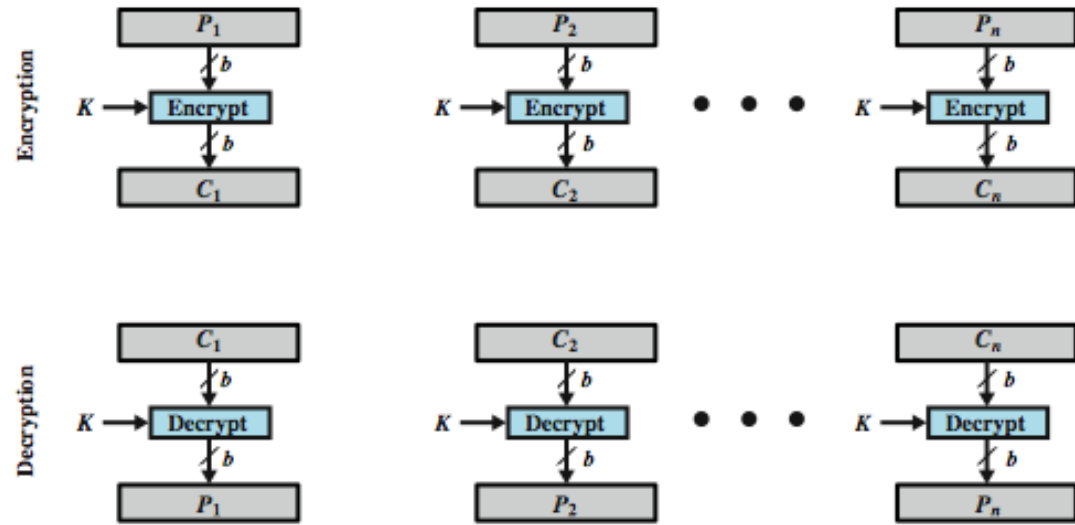 Encryption
P1 P2 Pn
b b b
K Encrypt K Encrypt • • • K Encrypt
b b b
C1 C2 Cn
Decryption
C1 C2 Cn
b b b
K Decrypt K Decrypt • • • K Decrypt
b b b
P1 P2 Pn